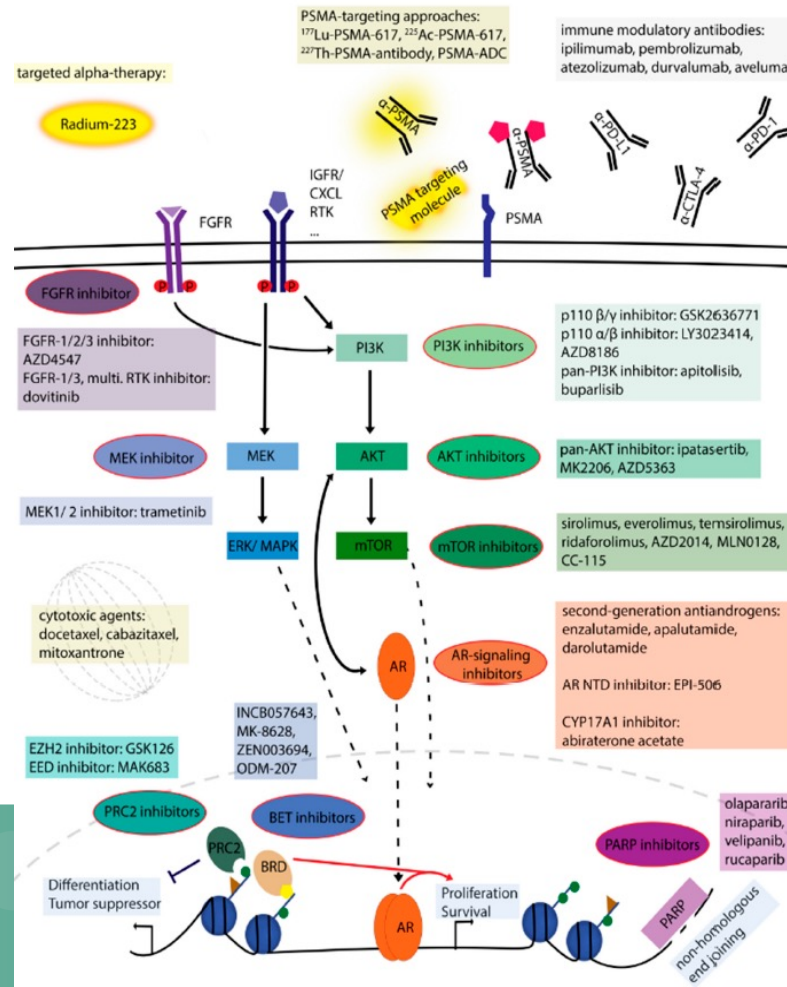 PSMA-targeting approaches:
¹⁷⁷Lu-PSMA-617, ²²⁵Ac-PSMA-617,
²²⁷Th-PSMA-antibody, PSMA-ADC
immune modulatory antibodies:
ipilimumab, pembrolizumab,
atezolizumab, durvalumab, aveluma
targeted alpha-therapy:
Radium-223
α-PSMA
α-PSMA
α-PD-L1
α-PD-1
α-CTLA-4
PSMA targeting
molecule
IGFR/
CXCL
RTK
...
FGFR
PSMA
P
P
P
P
FGFR inhibitor
FGFR-1/2/3 inhibitor:
AZD4547
FGFR-1/3, multi. RTK inhibitor:
dovitinib
PI3K
PI3K inhibitors
p110 β/γ inhibitor: GSK2636771
p110 α/β inhibitor: LY3023414,
AZD8186
pan-PI3K inhibitor: apitolisib,
buparlisib
MEK inhibitor
MEK
AKT
AKT inhibitors
pan-AKT inhibitor: ipatasertib,
MK2206, AZD5363
MEK1/ 2 inhibitor: trametinib
ERK/ MAPK
mTOR
mTOR inhibitors
sirolimus, everolimus, temsirolimus,
ridaforolimus, AZD2014, MLN0128,
CC-115
cytotoxic agents:
docetaxel, cabazitaxel,
mitoxantrone
AR
AR-signaling
inhibitors
second-generation antiandrogens:
enzalutamide, apalutamide,
darolutamide
AR NTD inhibitor: EPI-506
CYP17A1 inhibitor:
abiraterone acetate
INCB057643,
MK-8628,
ZEN003694,
ODM-207
EZH2 inhibitor: GSK126
EED inhibitor: MAK683
PRC2 inhibitors
BET inhibitors
PARP inhibitors
olapararib
niraparib,
velipanib,
rucaparib
PRC2
BRD
Differentiation
Tumor suppressor
AR
Proliferation
Survival
PARP
non-homologous
end joining